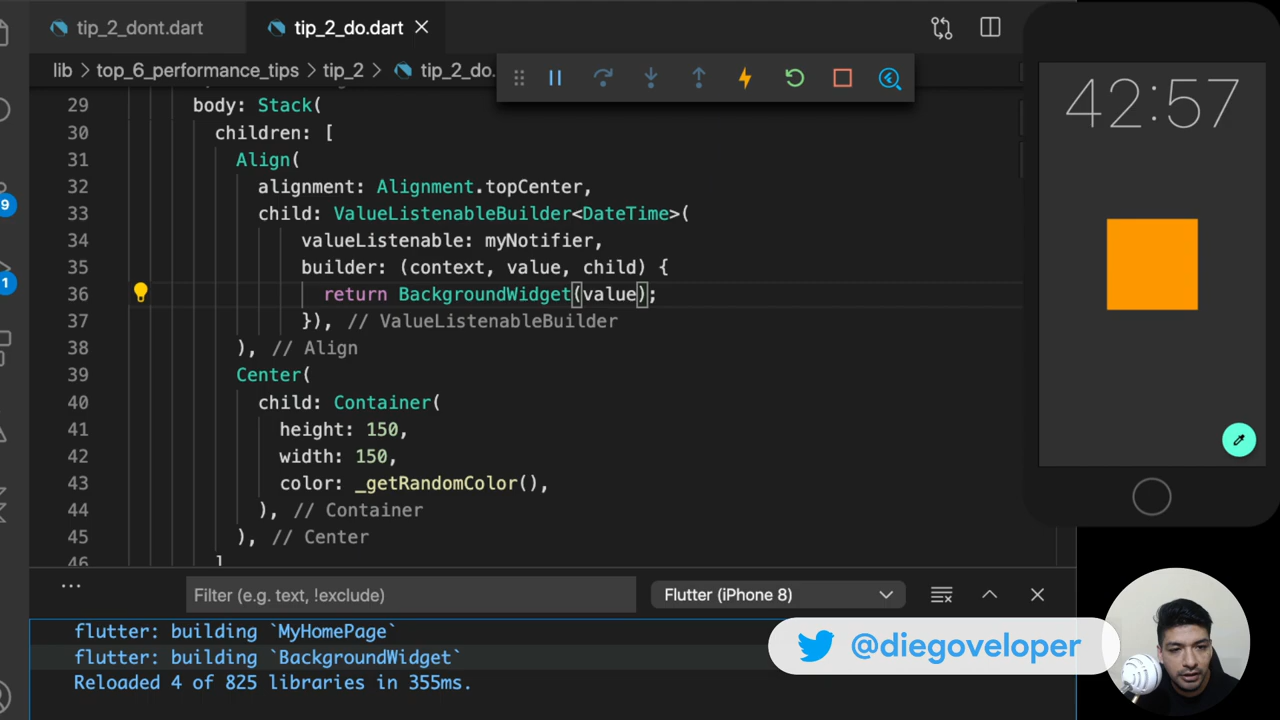 tip_2_dont.dart
tip_2_do.dart
lib > top_6_performance_tips > tip_2 > tip_2_do.
29 body: Stack(
30 children: [
31 Align(
32 alignment: Alignment.topCenter,
33 child: ValueListenableBuilder<DateTime>(
34 valueListenable: myNotifier,
35 builder: (context, value, child) {
36 return BackgroundWidget(value);
37 }), // ValueListenableBuilder
38 ), // Align
39 Center(
40 child: Container(
41 height: 150,
42 width: 150,
43 color: _getRandomColor(),
44 ), // Container
45 ), // Center
46 ]
9
1
42:57
...
Filter (e.g. text, !exclude)
Flutter (iPhone 8)
flutter: building `MyHomePage`
flutter: building `BackgroundWidget`
Reloaded 4 of 825 libraries in 355ms.
@diegoveloper